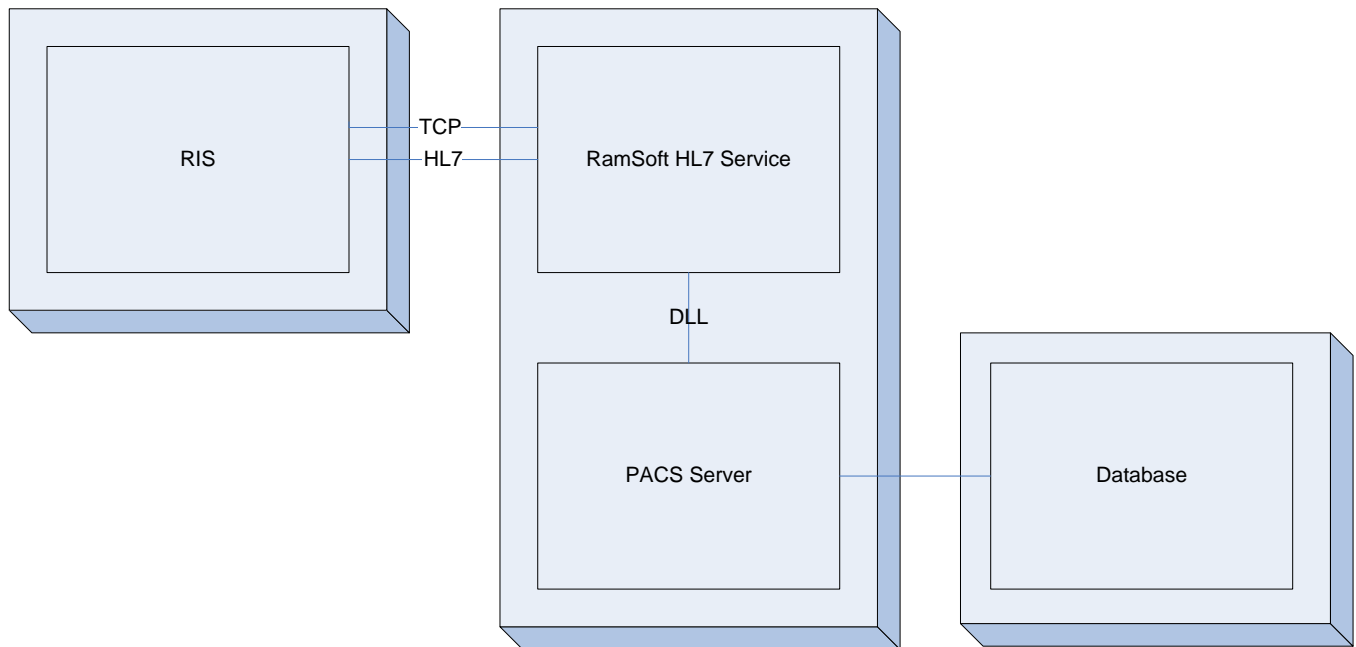 TCP
RIS
HL7
RamSoft HL7 Service
DLL
PACS Server
Database